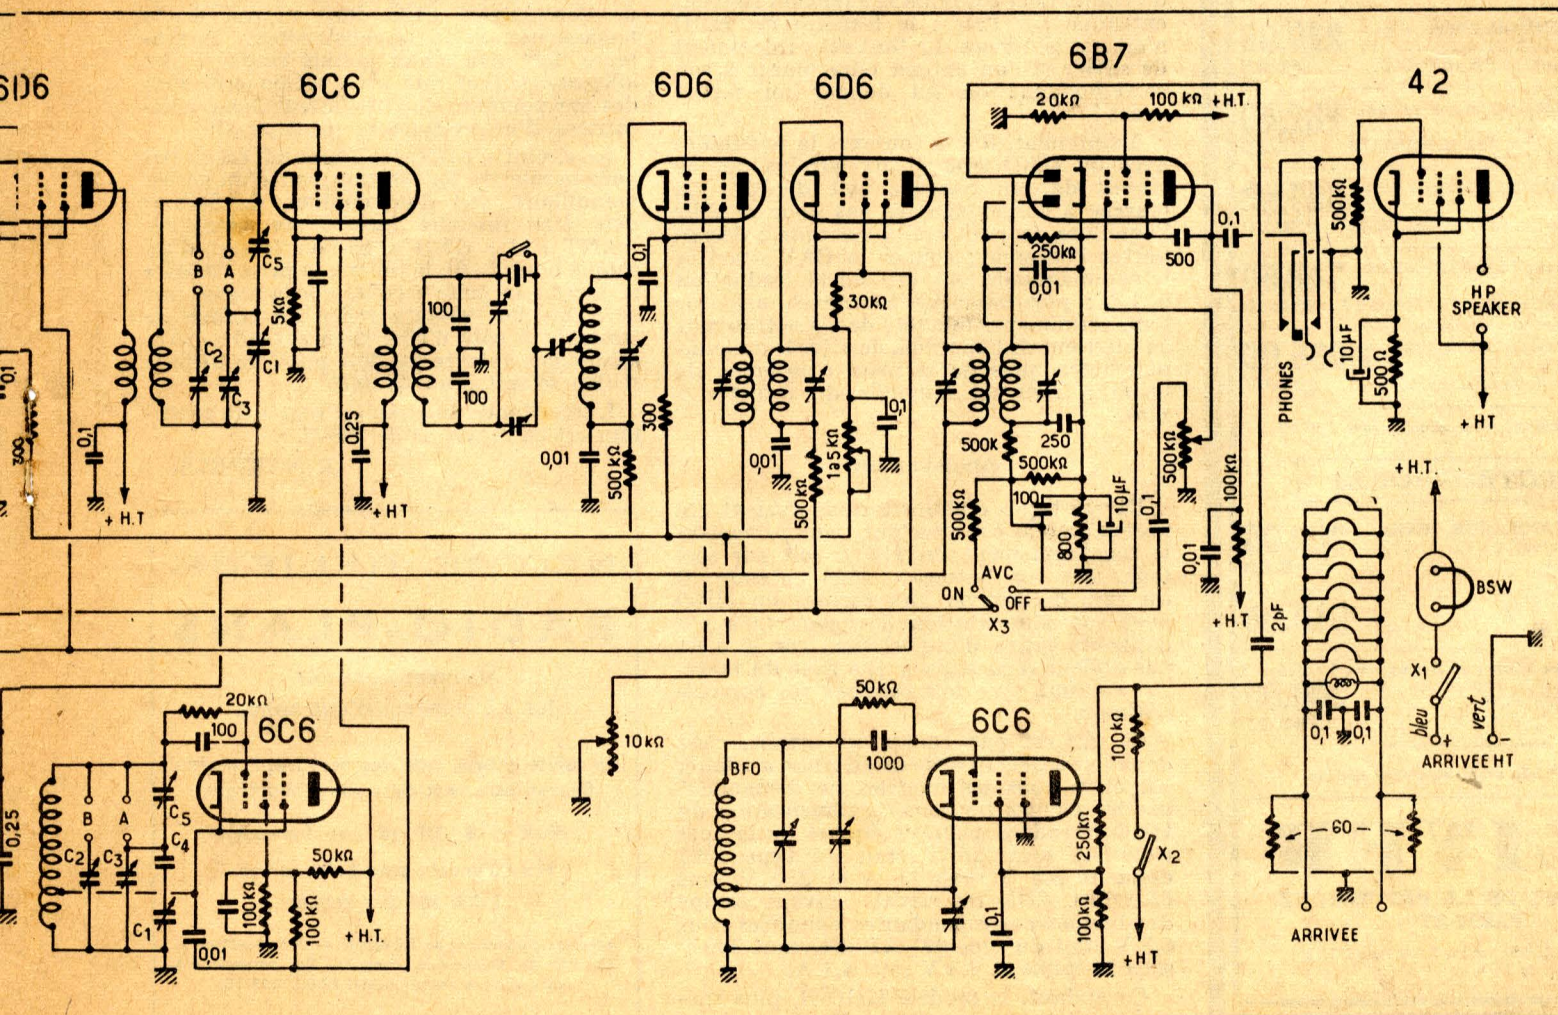 6D6
6C6
6D6
6D6
6B7
42
20kΩ
100 kΩ
+H.T.
B
A
C5
5kΩ
C2
C1
C3
0,1
300
0,1
+ H.T
100
100
0,25
+ HT
0,01
500 kΩ
0,1
300
30kΩ
0,01
500kΩ
1à5kΩ
0,1
250kΩ
0,01
500
0,1
500K
250
500kΩ
500kΩ
100
800
10µF
0,1
500kΩ
100kΩ
0,01
+H.T
AVC
ON
OFF
X3
2pF
500kΩ
PHONES
10µF
500Ω
HP
SPEAKER
+HT
+H.T.
BSW
X1
bleu
vert
+
-
ARRIVEE HT
0,1
0,1
60
ARRIVEE
0,25
20kΩ
100
6C6
B
A
C5
C4
C2
C3
C1
50kΩ
100kΩ
100kΩ
0,01
+ H.T.
10kΩ
BFO
50kΩ
1000
6C6
100kΩ
250kΩ
X2
0,1
100kΩ
+HT